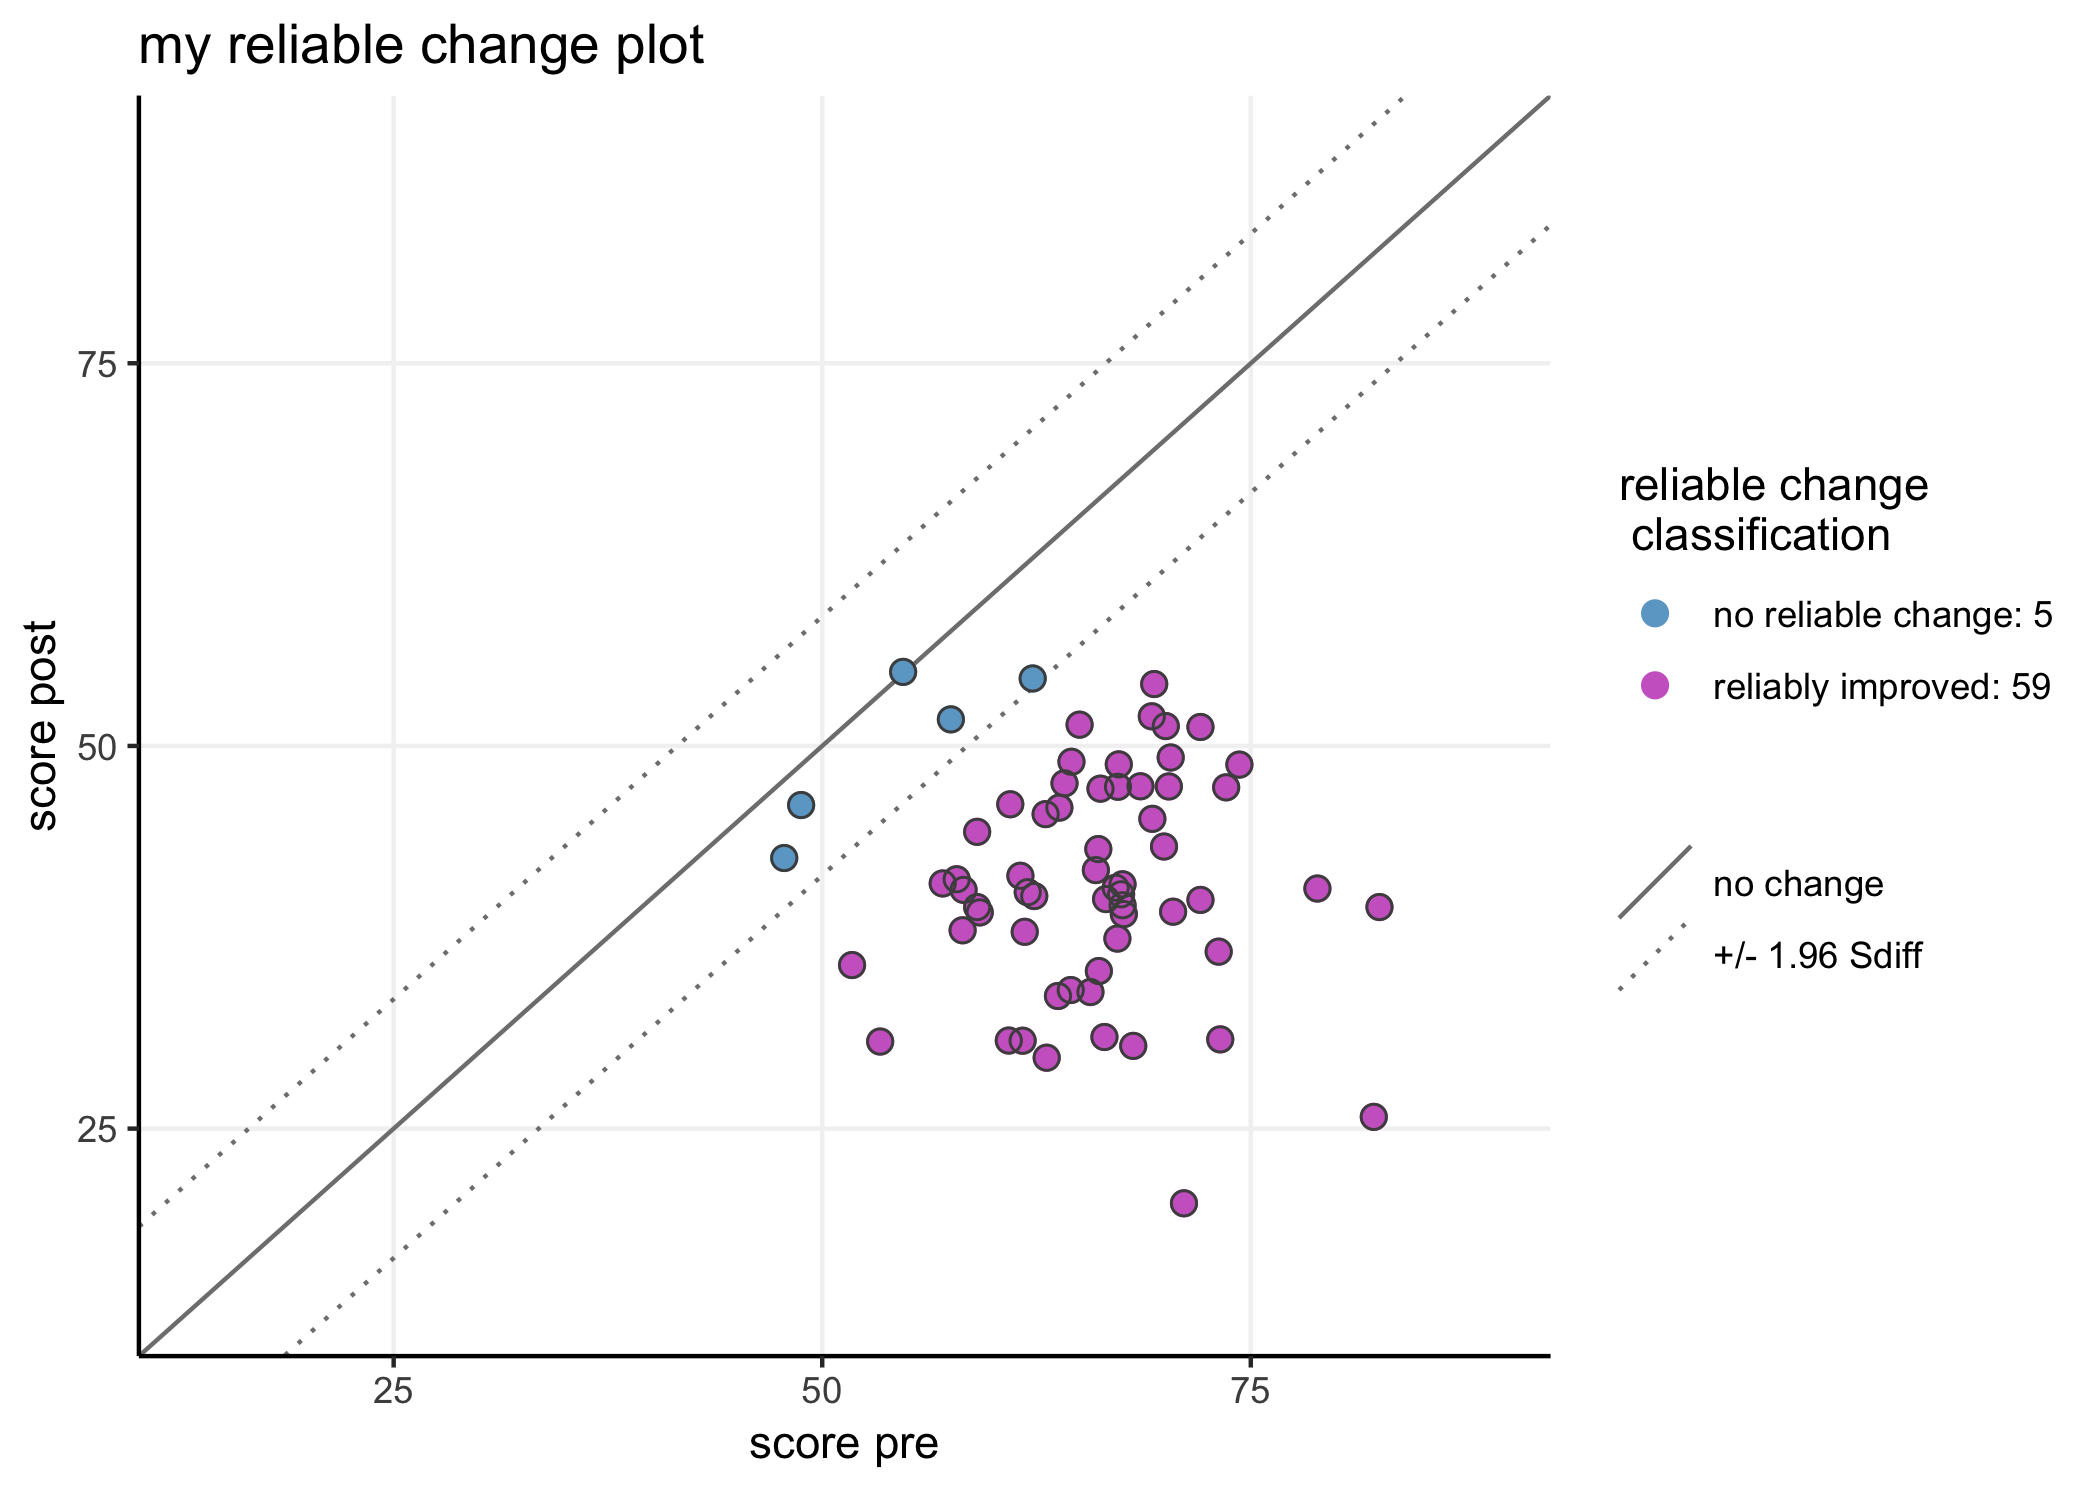 my reliable change plot
score post
75
50
25
25
50
75
score pre
reliable change
classification
no reliable change: 5
reliably improved: 59
no change
+/- 1.96 Sdiff